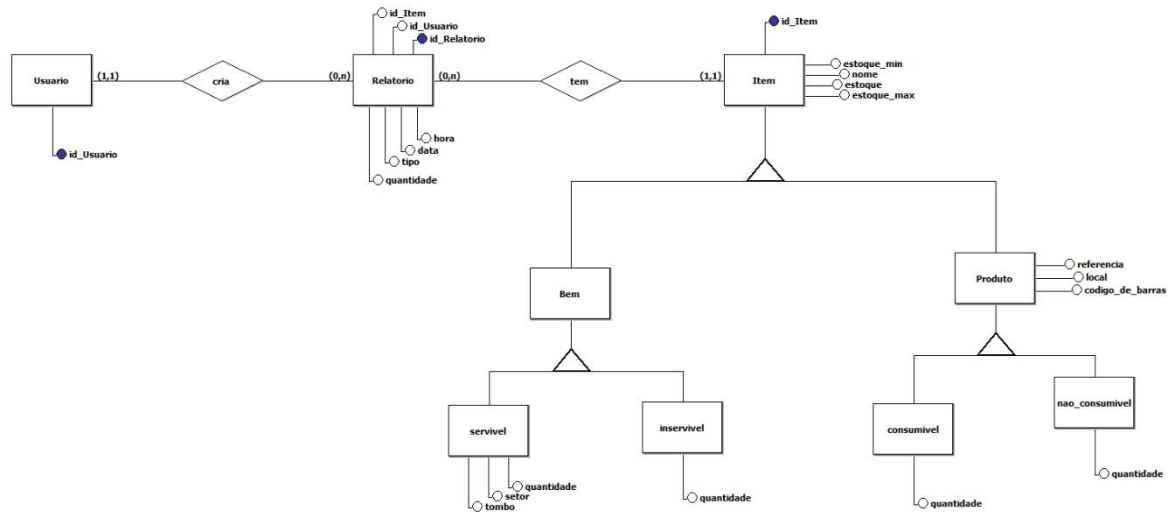 id_Item
id_Usuario
id_Relatorio
id_Item
Usuario
(1,1)
cria
(0,n)
Relatorio
(0,n)
tem
(1,1)
Item
estoque_min
nome
estoque
estoque_max
id_Usuario
hora
data
tipo
quantidade
Bem
Produto
referencia
local
codigo_de_barras
servivel
inservivel
consumivel
nao_consumivel
quantidade
setor
tombo
quantidade
quantidade
quantidade